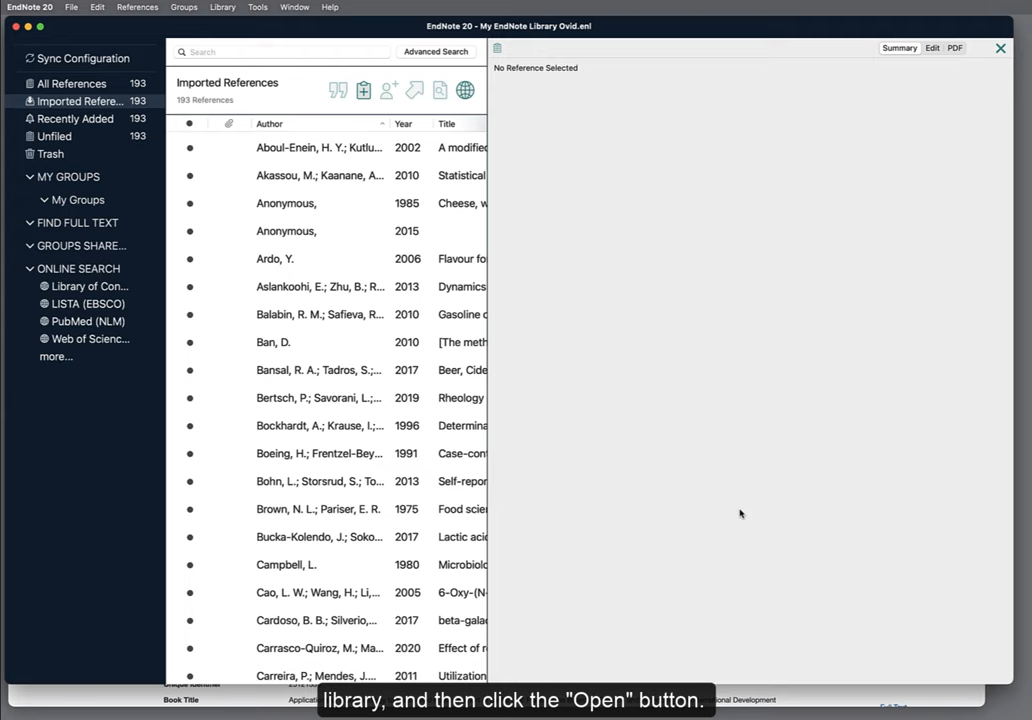 EndNote 20 File Edit References Groups Library Tools Window Help
EndNote 20 - My EndNote Library Ovid.enl
Sync Configuration
All References 193
Imported Refere... 193
Recently Added 193
Unfiled 193
Trash
MY GROUPS
My Groups
FIND FULL TEXT
GROUPS SHARE...
ONLINE SEARCH
Library of Con...
LISTA (EBSCO)
PubMed (NLM)
Web of Scienc...
more...
Search Advanced Search
Imported References
193 References
Author Year Title
Aboul-Enein, H. Y.; Kutlu... 2002 A modified
Akassou, M.; Kaanane, A... 2010 Statistical
Anonymous, 1985 Cheese, w
Anonymous, 2015
Ardo, Y. 2006 Flavour fo
Aslankoohi, E.; Zhu, B.; R... 2013 Dynamics
Balabin, R. M.; Safieva, R... 2010 Gasoline c
Ban, D. 2010 [The meth
Bansal, R. A.; Tadros, S.;... 2017 Beer, Cide
Bertsch, P.; Savorani, L.;... 2019 Rheology
Bockhardt, A.; Krause, I.;... 1996 Determina
Boeing, H.; Frentzel-Bey... 1991 Case-cont
Bohn, L.; Storsrud, S.; To... 2013 Self-repor
Brown, N. L.; Pariser, E. R. 1975 Food scie
Bucka-Kolendo, J.; Soko... 2017 Lactic acid
Campbell, L. 1980 Microbiolo
Cao, L. W.; Wang, H.; Li,... 2005 6-Oxy-(N-
Cardoso, B. B.; Silverio,... 2017 beta-gala
Carrasco-Quiroz, M.; Ma... 2020 Effect of r
Carreira, P.; Mendes, J.... 2011 Utilization
Summary Edit PDF
No Reference Selected
Book Title
International Development
library, and then click the "Open" button.